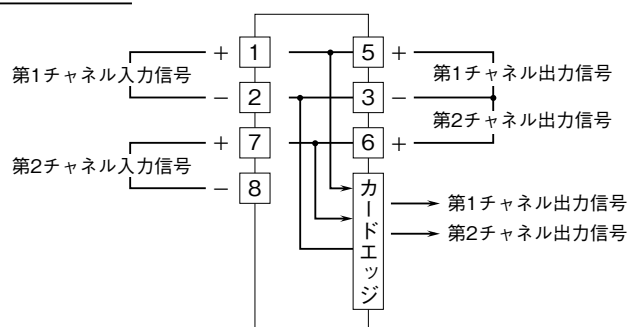 + 1 5 +
第1チャネル入力信号 第1チャネル出力信号
− 2 3 −
第2チャネル出力信号
+ 7 6 +
第2チャネル入力信号
− 8
カードエッジ
第1チャネル出力信号
第2チャネル出力信号